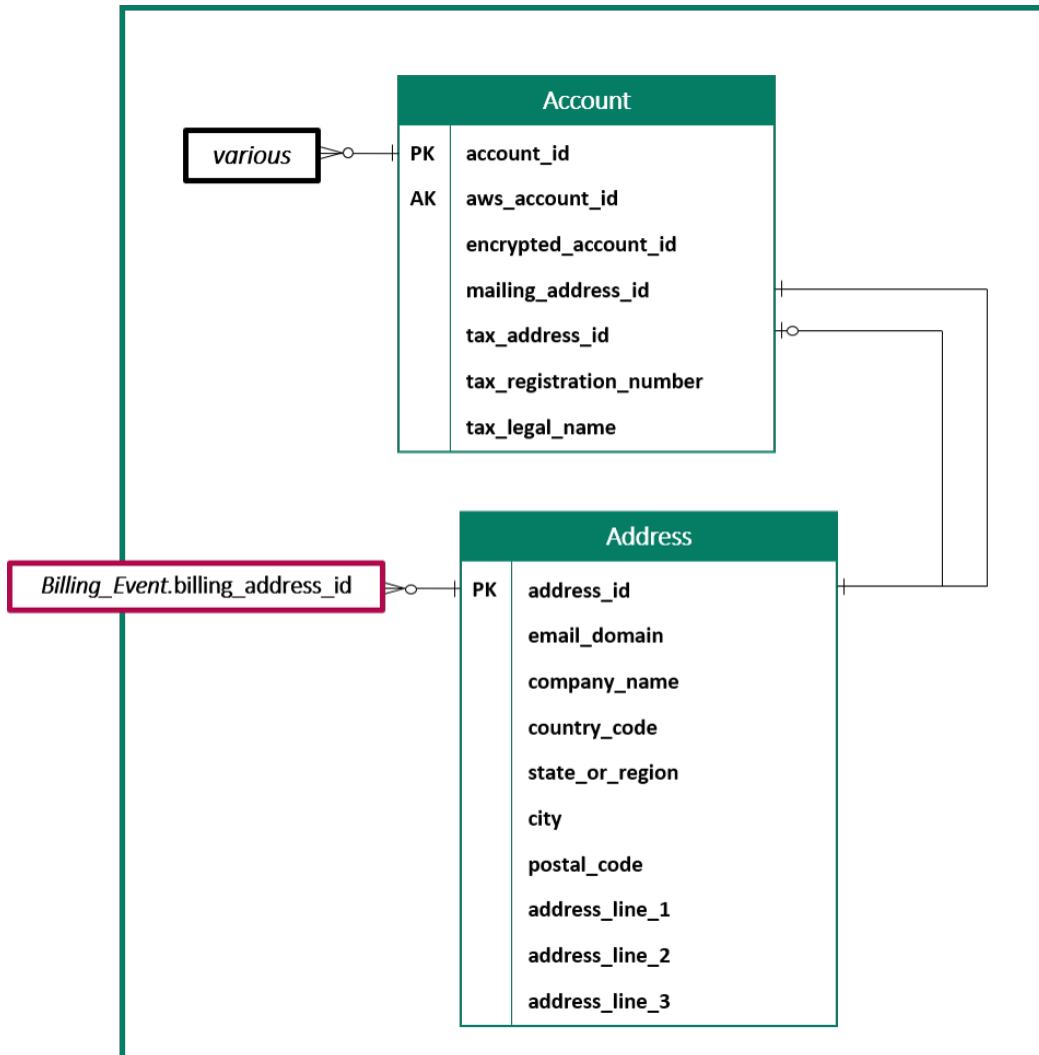 Account
various
PK account_id
AK aws_account_id
encrypted_account_id
mailing_address_id
tax_address_id
tax_registration_number
tax_legal_name
Address
Billing_Event.billing_address_id
PK address_id
email_domain
company_name
country_code
state_or_region
city
postal_code
address_line_1
address_line_2
address_line_3